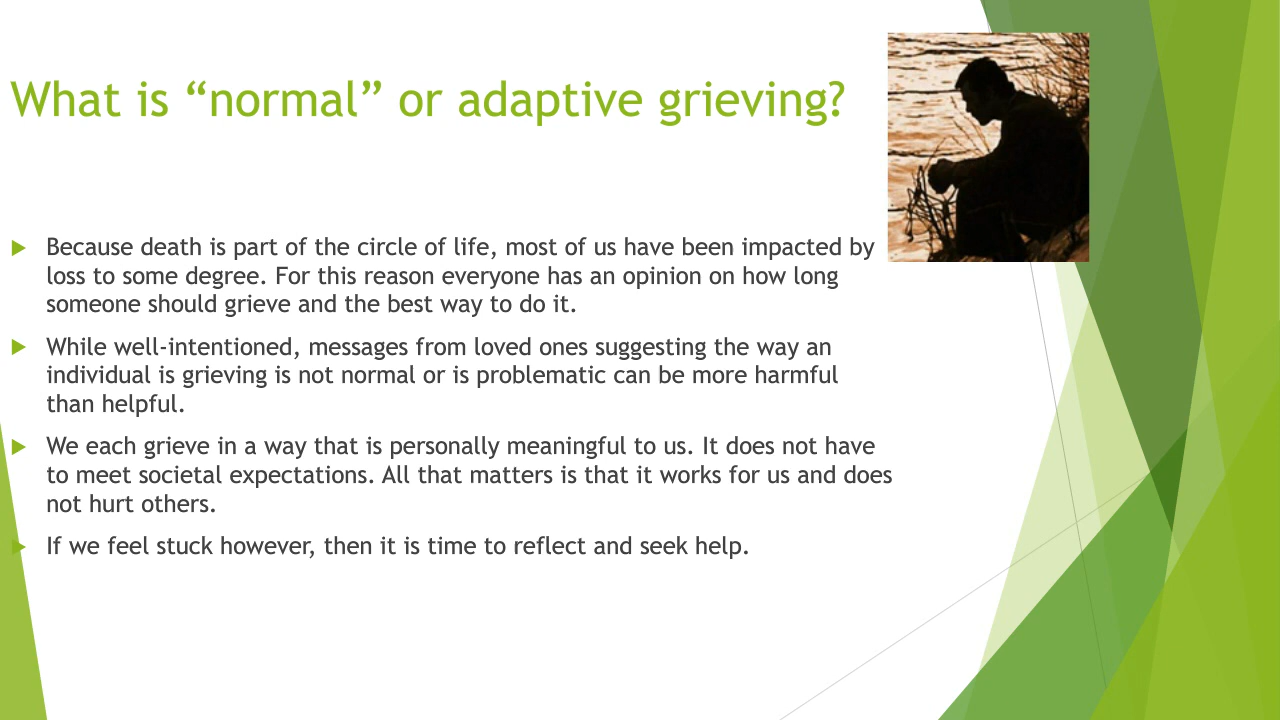 What is “normal” or adaptive grieving?
Because death is part of the circle of life, most of us have been impacted by
loss to some degree. For this reason everyone has an opinion on how long
someone should grieve and the best way to do it.
While well-intentioned, messages from loved ones suggesting the way an
individual is grieving is not normal or is problematic can be more harmful
than helpful.
We each grieve in a way that is personally meaningful to us. It does not have
to meet societal expectations. All that matters is that it works for us and does
not hurt others.
If we feel stuck however, then it is time to reflect and seek help.